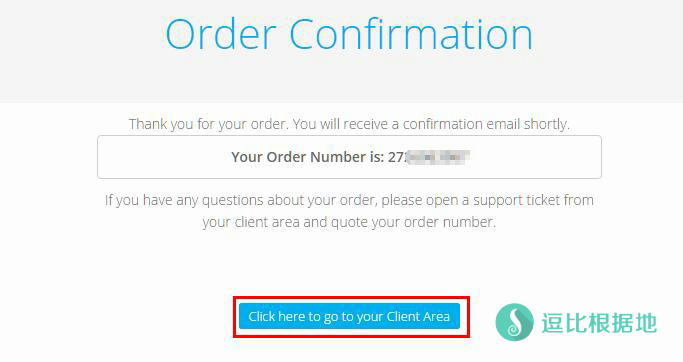 Order Confirmation
Thank you for your order. You will receive a confirmation email shortly.
Your Order Number is:
If you have any questions about your order, please open a support ticket from
your client area and quote your order number.
Click here to go to your Client Area
逗比根据地